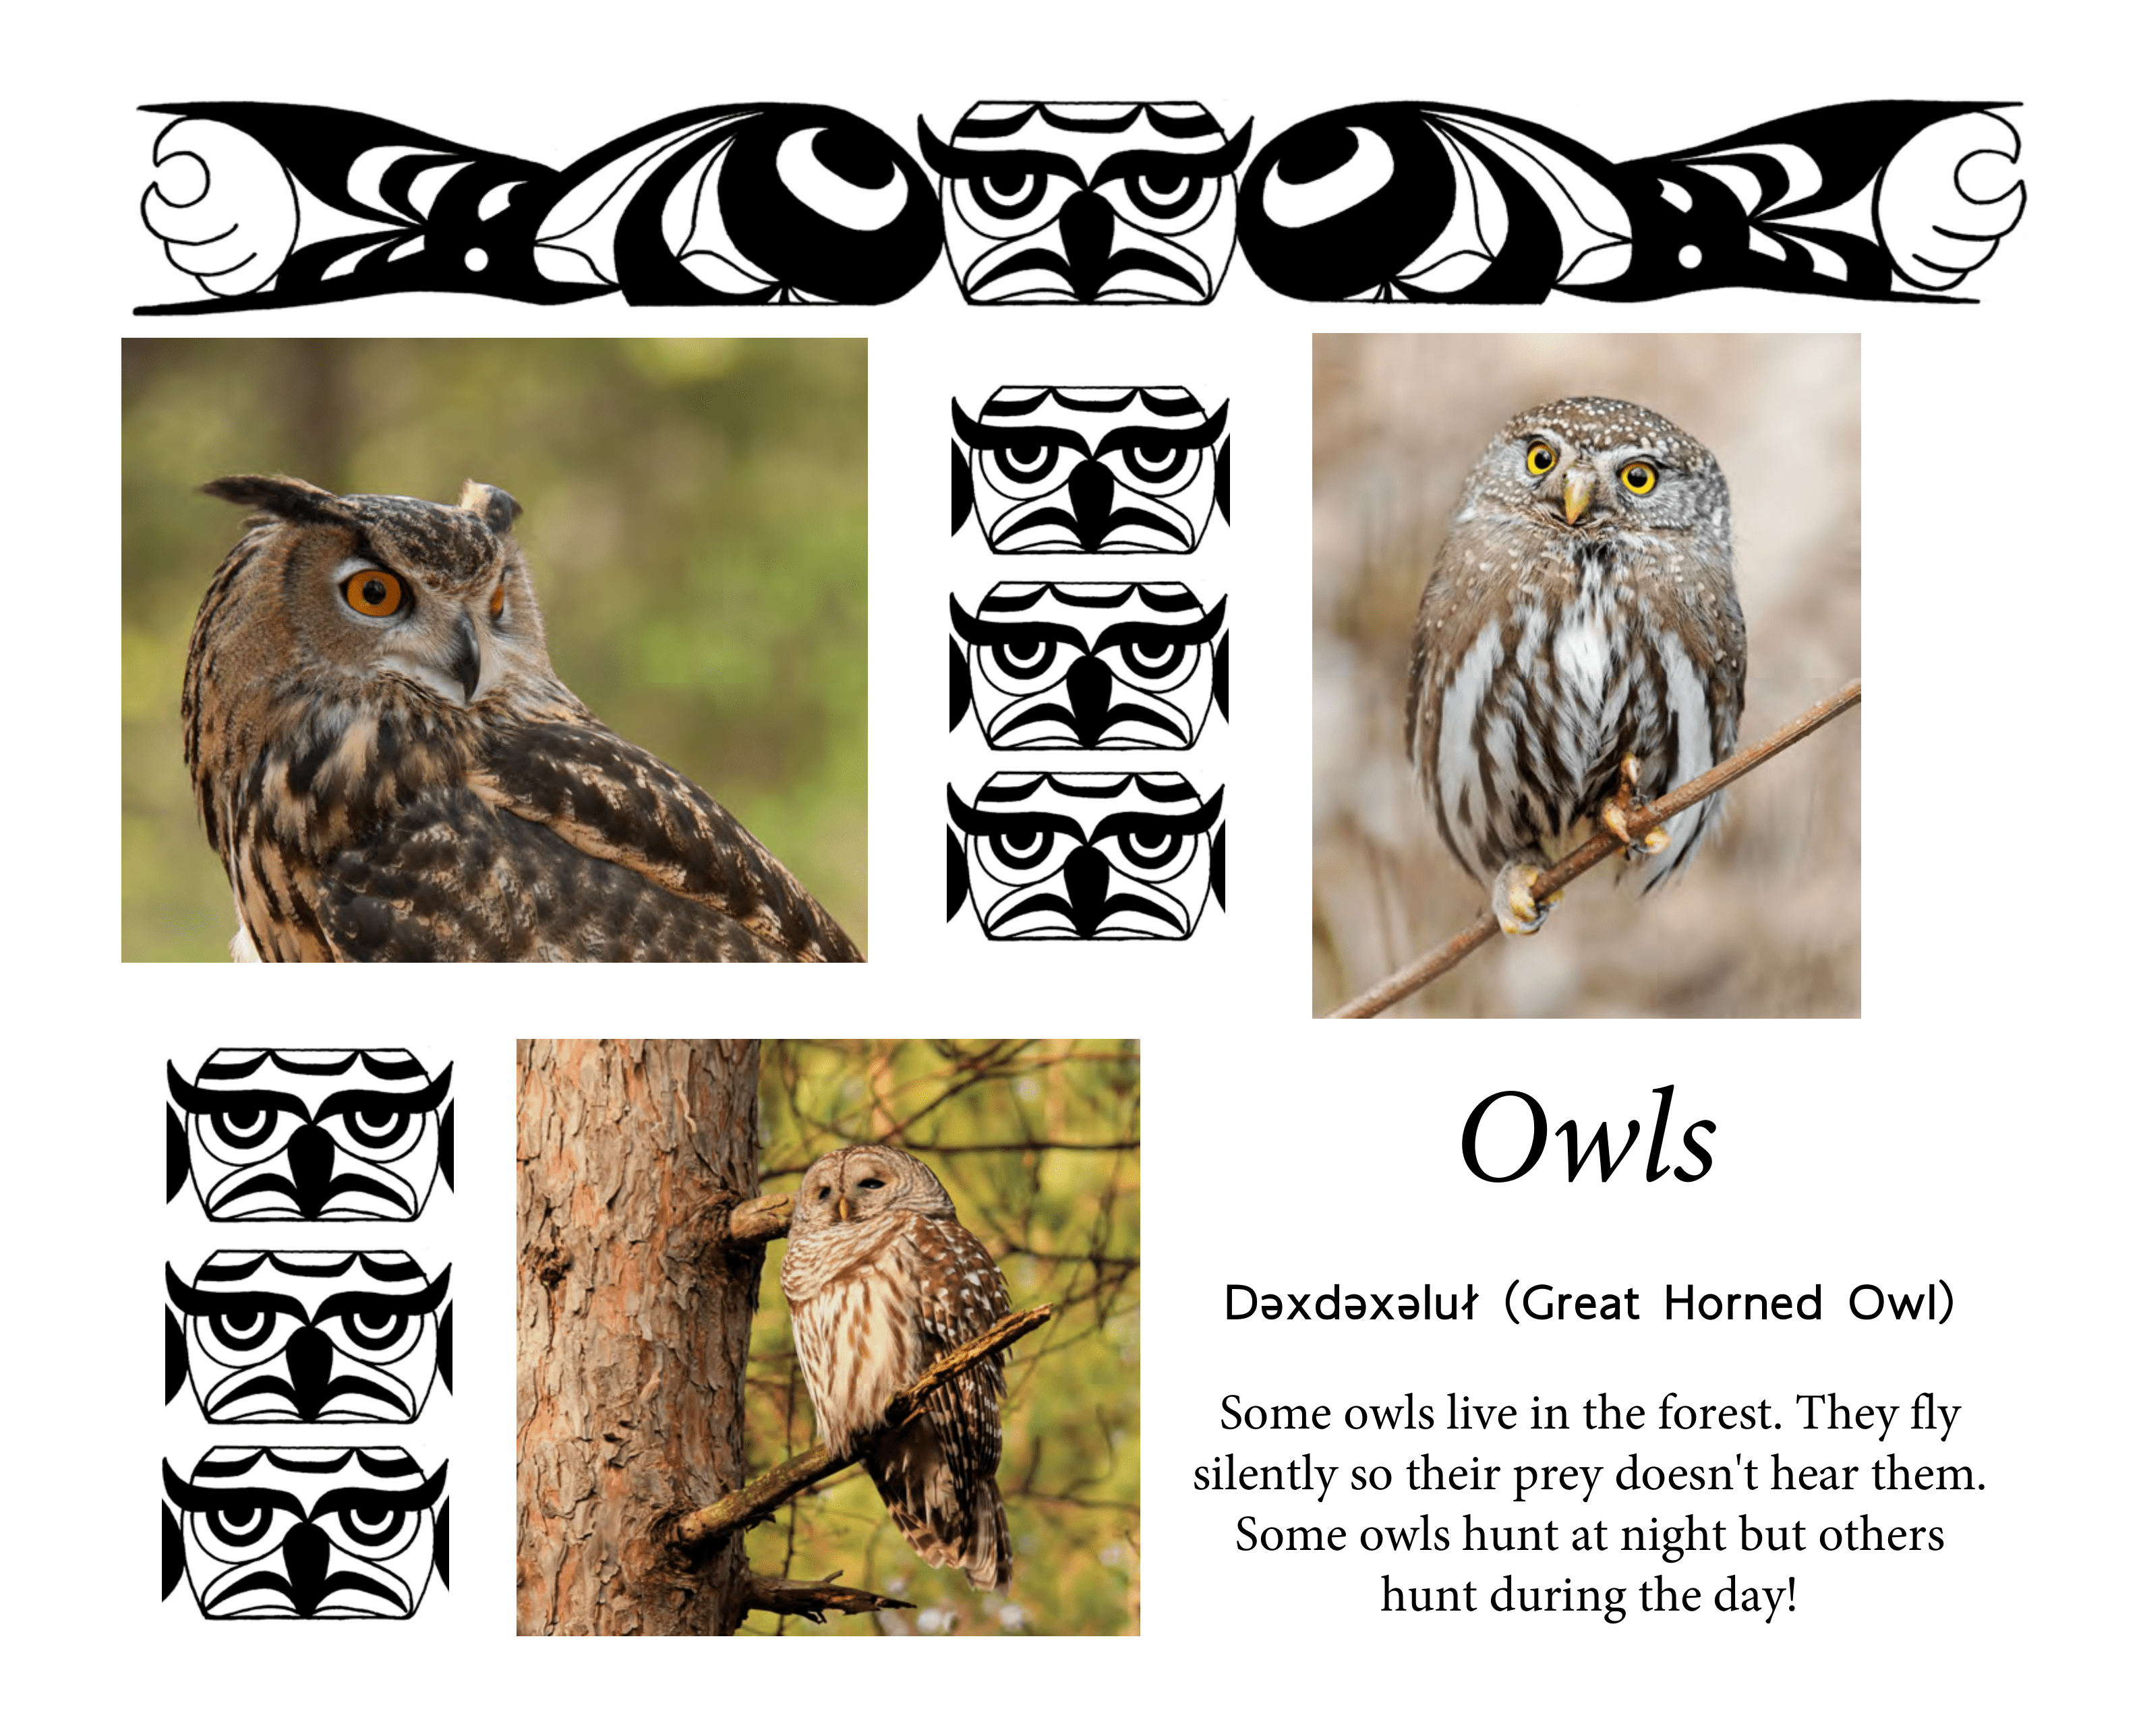 Owls
Dəxdəxəluł (Great Horned Owl)
Some owls live in the forest. They fly
silently so their prey doesn't hear them.
Some owls hunt at night but others
hunt during the day!